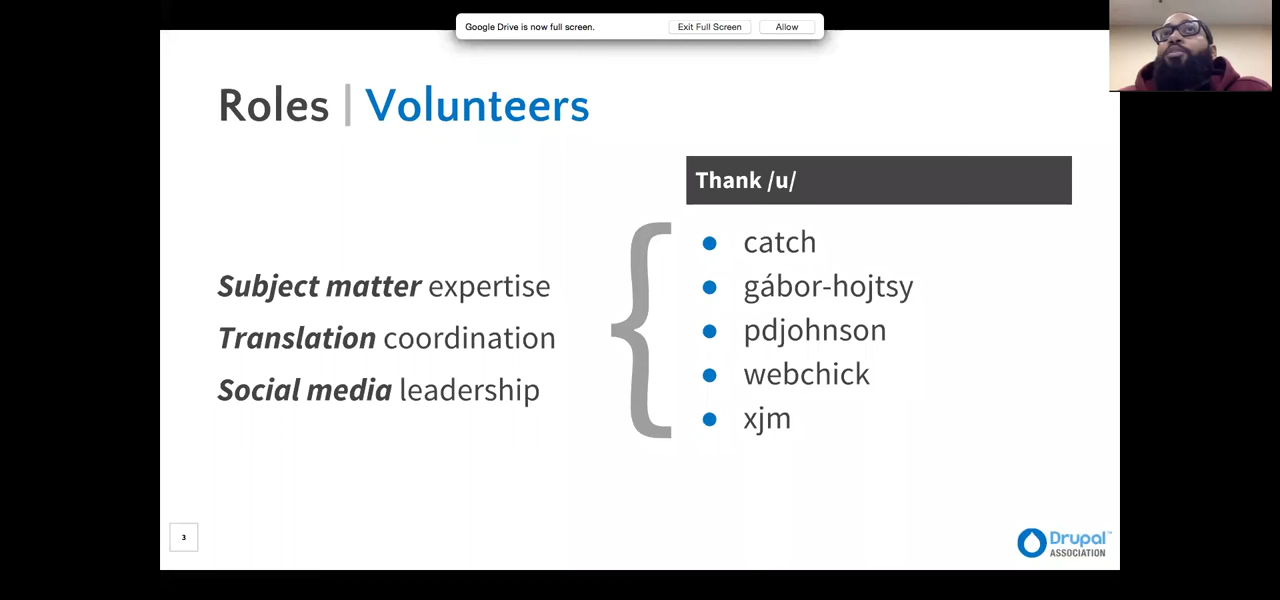 Google Drive is now full screen. Exit Full Screen Allow
Roles | Volunteers
Thank /u/
Subject matter expertise
Translation coordination
Social media leadership
{
● catch
● gábor-hojtsy
● pdjohnson
● webchick
● xjm
3
Drupal™
ASSOCIATION